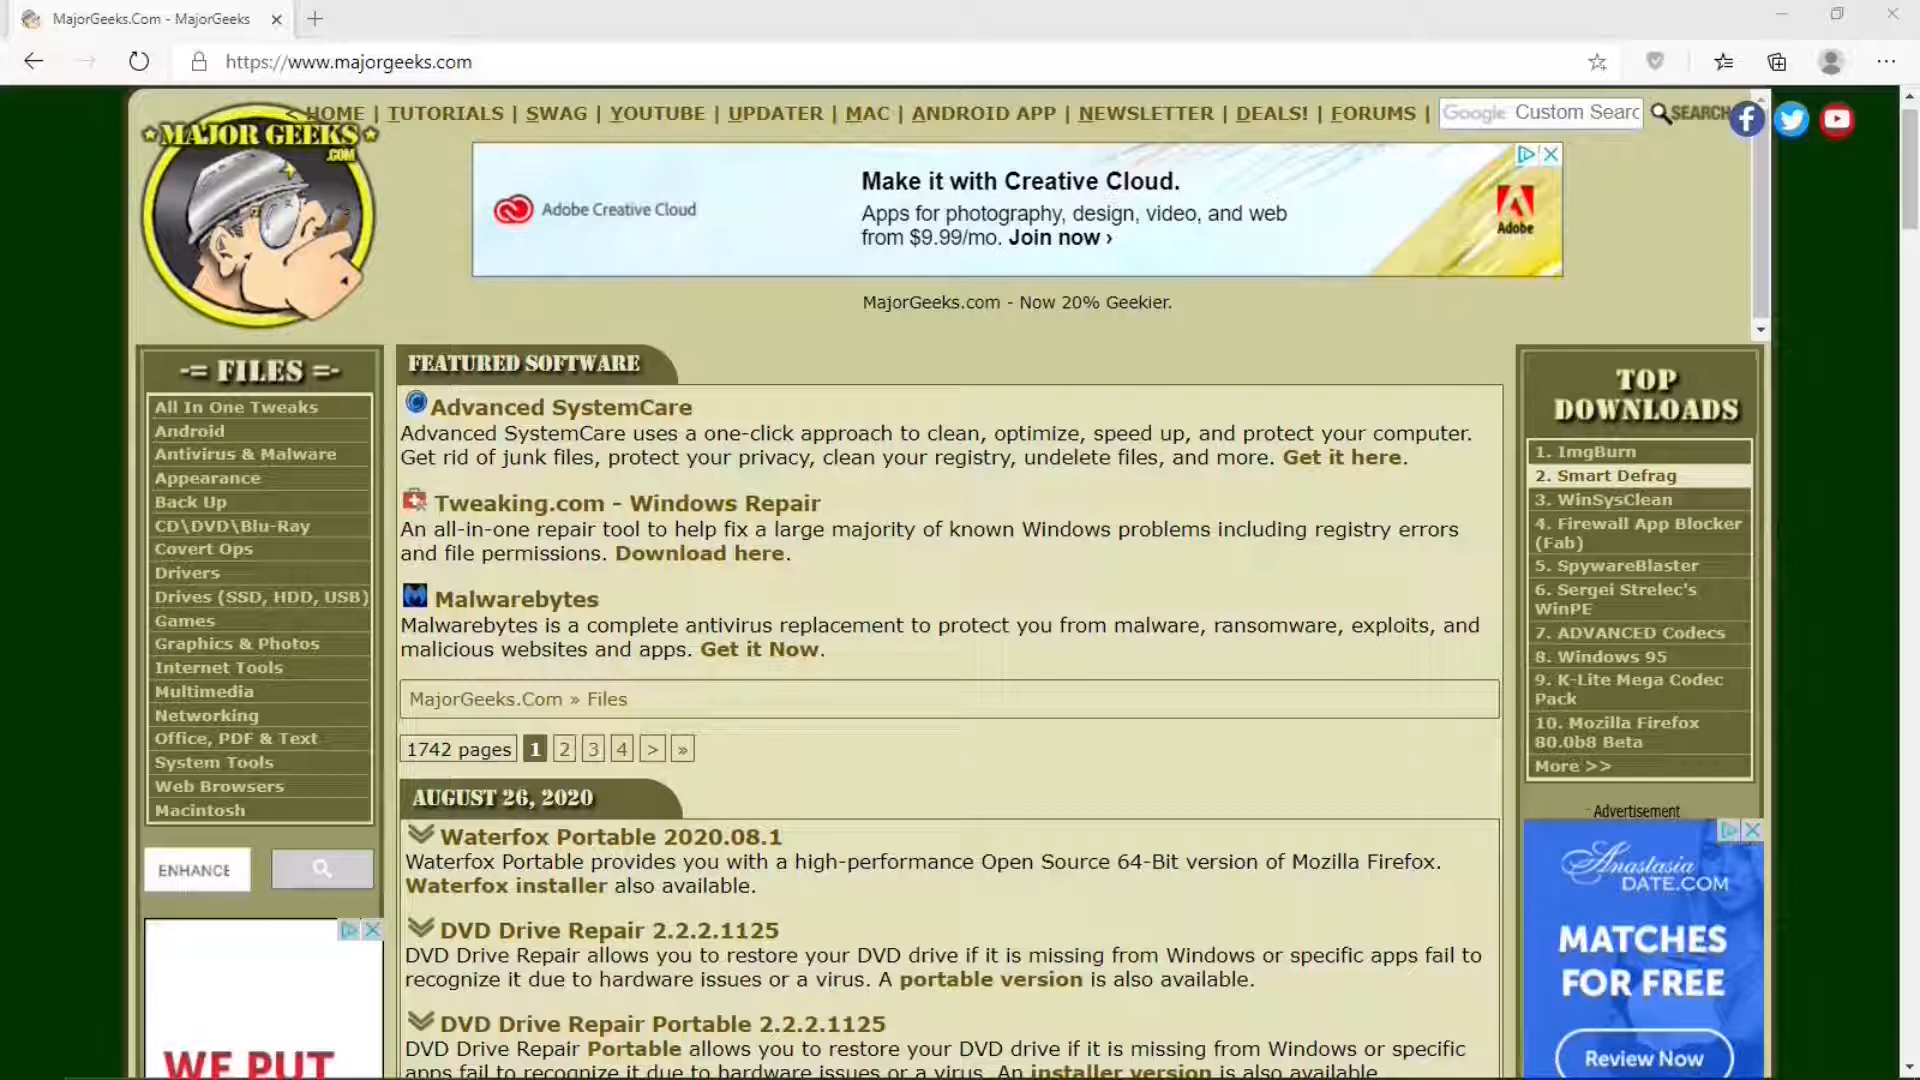 MajorGeeks.Com - MajorGeeks
https://www.majorgeeks.com
< HOME | TUTORIALS | SWAG | YOUTUBE | UPDATER | MAC | ANDROID APP | NEWSLETTER | DEALS! | FORUMS |
Google Custom Searc
SEARCH
MAJOR GEEKS
.COM
Adobe Creative Cloud
Make it with Creative Cloud.
Apps for photography, design, video, and web
from $9.99/mo. Join now ›
Adobe
MajorGeeks.com - Now 20% Geekier.
-= FILES =-
All In One Tweaks
Android
Antivirus & Malware
Appearance
Back Up
CD\DVD\Blu-Ray
Covert Ops
Drivers
Drives (SSD, HDD, USB)
Games
Graphics & Photos
Internet Tools
Multimedia
Networking
Office, PDF & Text
System Tools
Web Browsers
Macintosh
ENHANCE
WE PUT
FEATURED SOFTWARE
Advanced SystemCare
Advanced SystemCare uses a one-click approach to clean, optimize, speed up, and protect your computer.
Get rid of junk files, protect your privacy, clean your registry, undelete files, and more. Get it here.
Tweaking.com - Windows Repair
An all-in-one repair tool to help fix a large majority of known Windows problems including registry errors
and file permissions. Download here.
Malwarebytes
Malwarebytes is a complete antivirus replacement to protect you from malware, ransomware, exploits, and
malicious websites and apps. Get it Now.
MajorGeeks.Com » Files
1742 pages 1 2 3 4 > »
AUGUST 26, 2020
Waterfox Portable 2020.08.1
Waterfox Portable provides you with a high-performance Open Source 64-Bit version of Mozilla Firefox.
Waterfox installer also available.
DVD Drive Repair 2.2.2.1125
DVD Drive Repair allows you to restore your DVD drive if it is missing from Windows or specific apps fail to
recognize it due to hardware issues or a virus. A portable version is also available.
DVD Drive Repair Portable 2.2.2.1125
DVD Drive Repair Portable allows you to restore your DVD drive if it is missing from Windows or specific
apps fail to recognize it due to hardware issues or a virus. An installer version is also available.
TOP
DOWNLOADS
1. ImgBurn
2. Smart Defrag
3. WinSysClean
4. Firewall App Blocker
(Fab)
5. SpywareBlaster
6. Sergei Strelec's
WinPE
7. ADVANCED Codecs
8. Windows 95
9. K-Lite Mega Codec
Pack
10. Mozilla Firefox
80.0b8 Beta
More >>
- Advertisement
Anastasia
DATE.COM
MATCHES
FOR FREE
Review Now